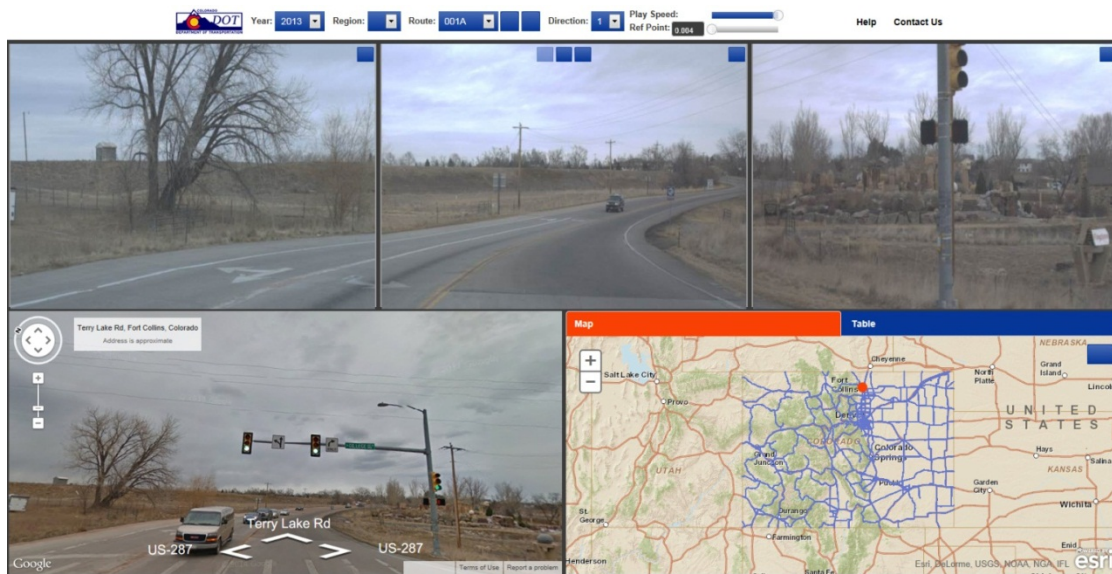 COLORADO
DOT
DEPARTMENT OF TRANSPORTATION
Year: 2013 Region: Route: 001A Direction: 1 Play Speed:
Ref Point: 0.004
Help Contact Us
Terry Lake Rd, Fort Collins, Colorado
Address is approximate
Terry Lake Rd
US-287 US-287
Google
Terms of Use Report a problem
Map Table
NEBRASKA
Cheyenne
Salt Lake City
North Platte
Grand Island
Lincol
Fort Collins
Provo
UNITED STATES
COLORADO
Colorado Springs
Hays
Salina
Grand Junction
UTAH
KANSAS
Garden City
Wichita
St. George
Durango
Farmington
Henderson
Enid
Santa Fe
Esri, DeLorme, USGS, NOAA, NGA, IFL
esri